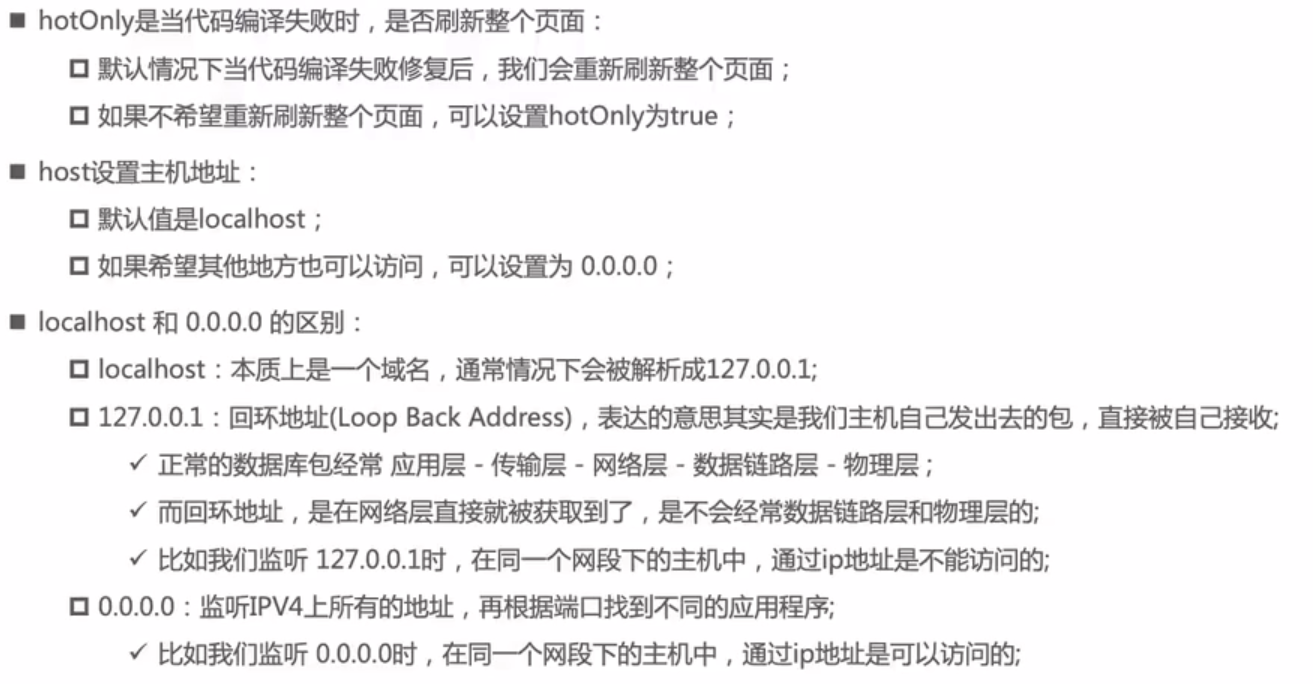 ■ hotOnly是当代码编译失败时，是否刷新整个页面：
默认情况下当代码编译失败修复后，我们会重新刷新整个页面；
如果不希望重新刷新整个页面，可以设置hotOnly为true；
■ host设置主机地址：
默认值是localhost；
如果希望其他地方也可以访问，可以设置为 0.0.0.0；
■ localhost 和 0.0.0.0 的区别：
localhost：本质上是一个域名，通常情况下会被解析成127.0.0.1;
127.0.0.1：回环地址(Loop Back Address)，表达的意思其实是我们主机自己发出去的包，直接被自己接收;
✓ 正常的数据库包经常 应用层 - 传输层 - 网络层 - 数据链路层 - 物理层；
✓ 而回环地址，是在网络层直接就被获取到了，是不会经常数据链路层和物理层的;
✓ 比如我们监听 127.0.0.1时，在同一个网段下的主机中，通过ip地址是不能访问的;
0.0.0.0：监听IPV4上所有的地址，再根据端口找到不同的应用程序;
✓ 比如我们监听 0.0.0.0时，在同一个网段下的主机中，通过ip地址是可以访问的;